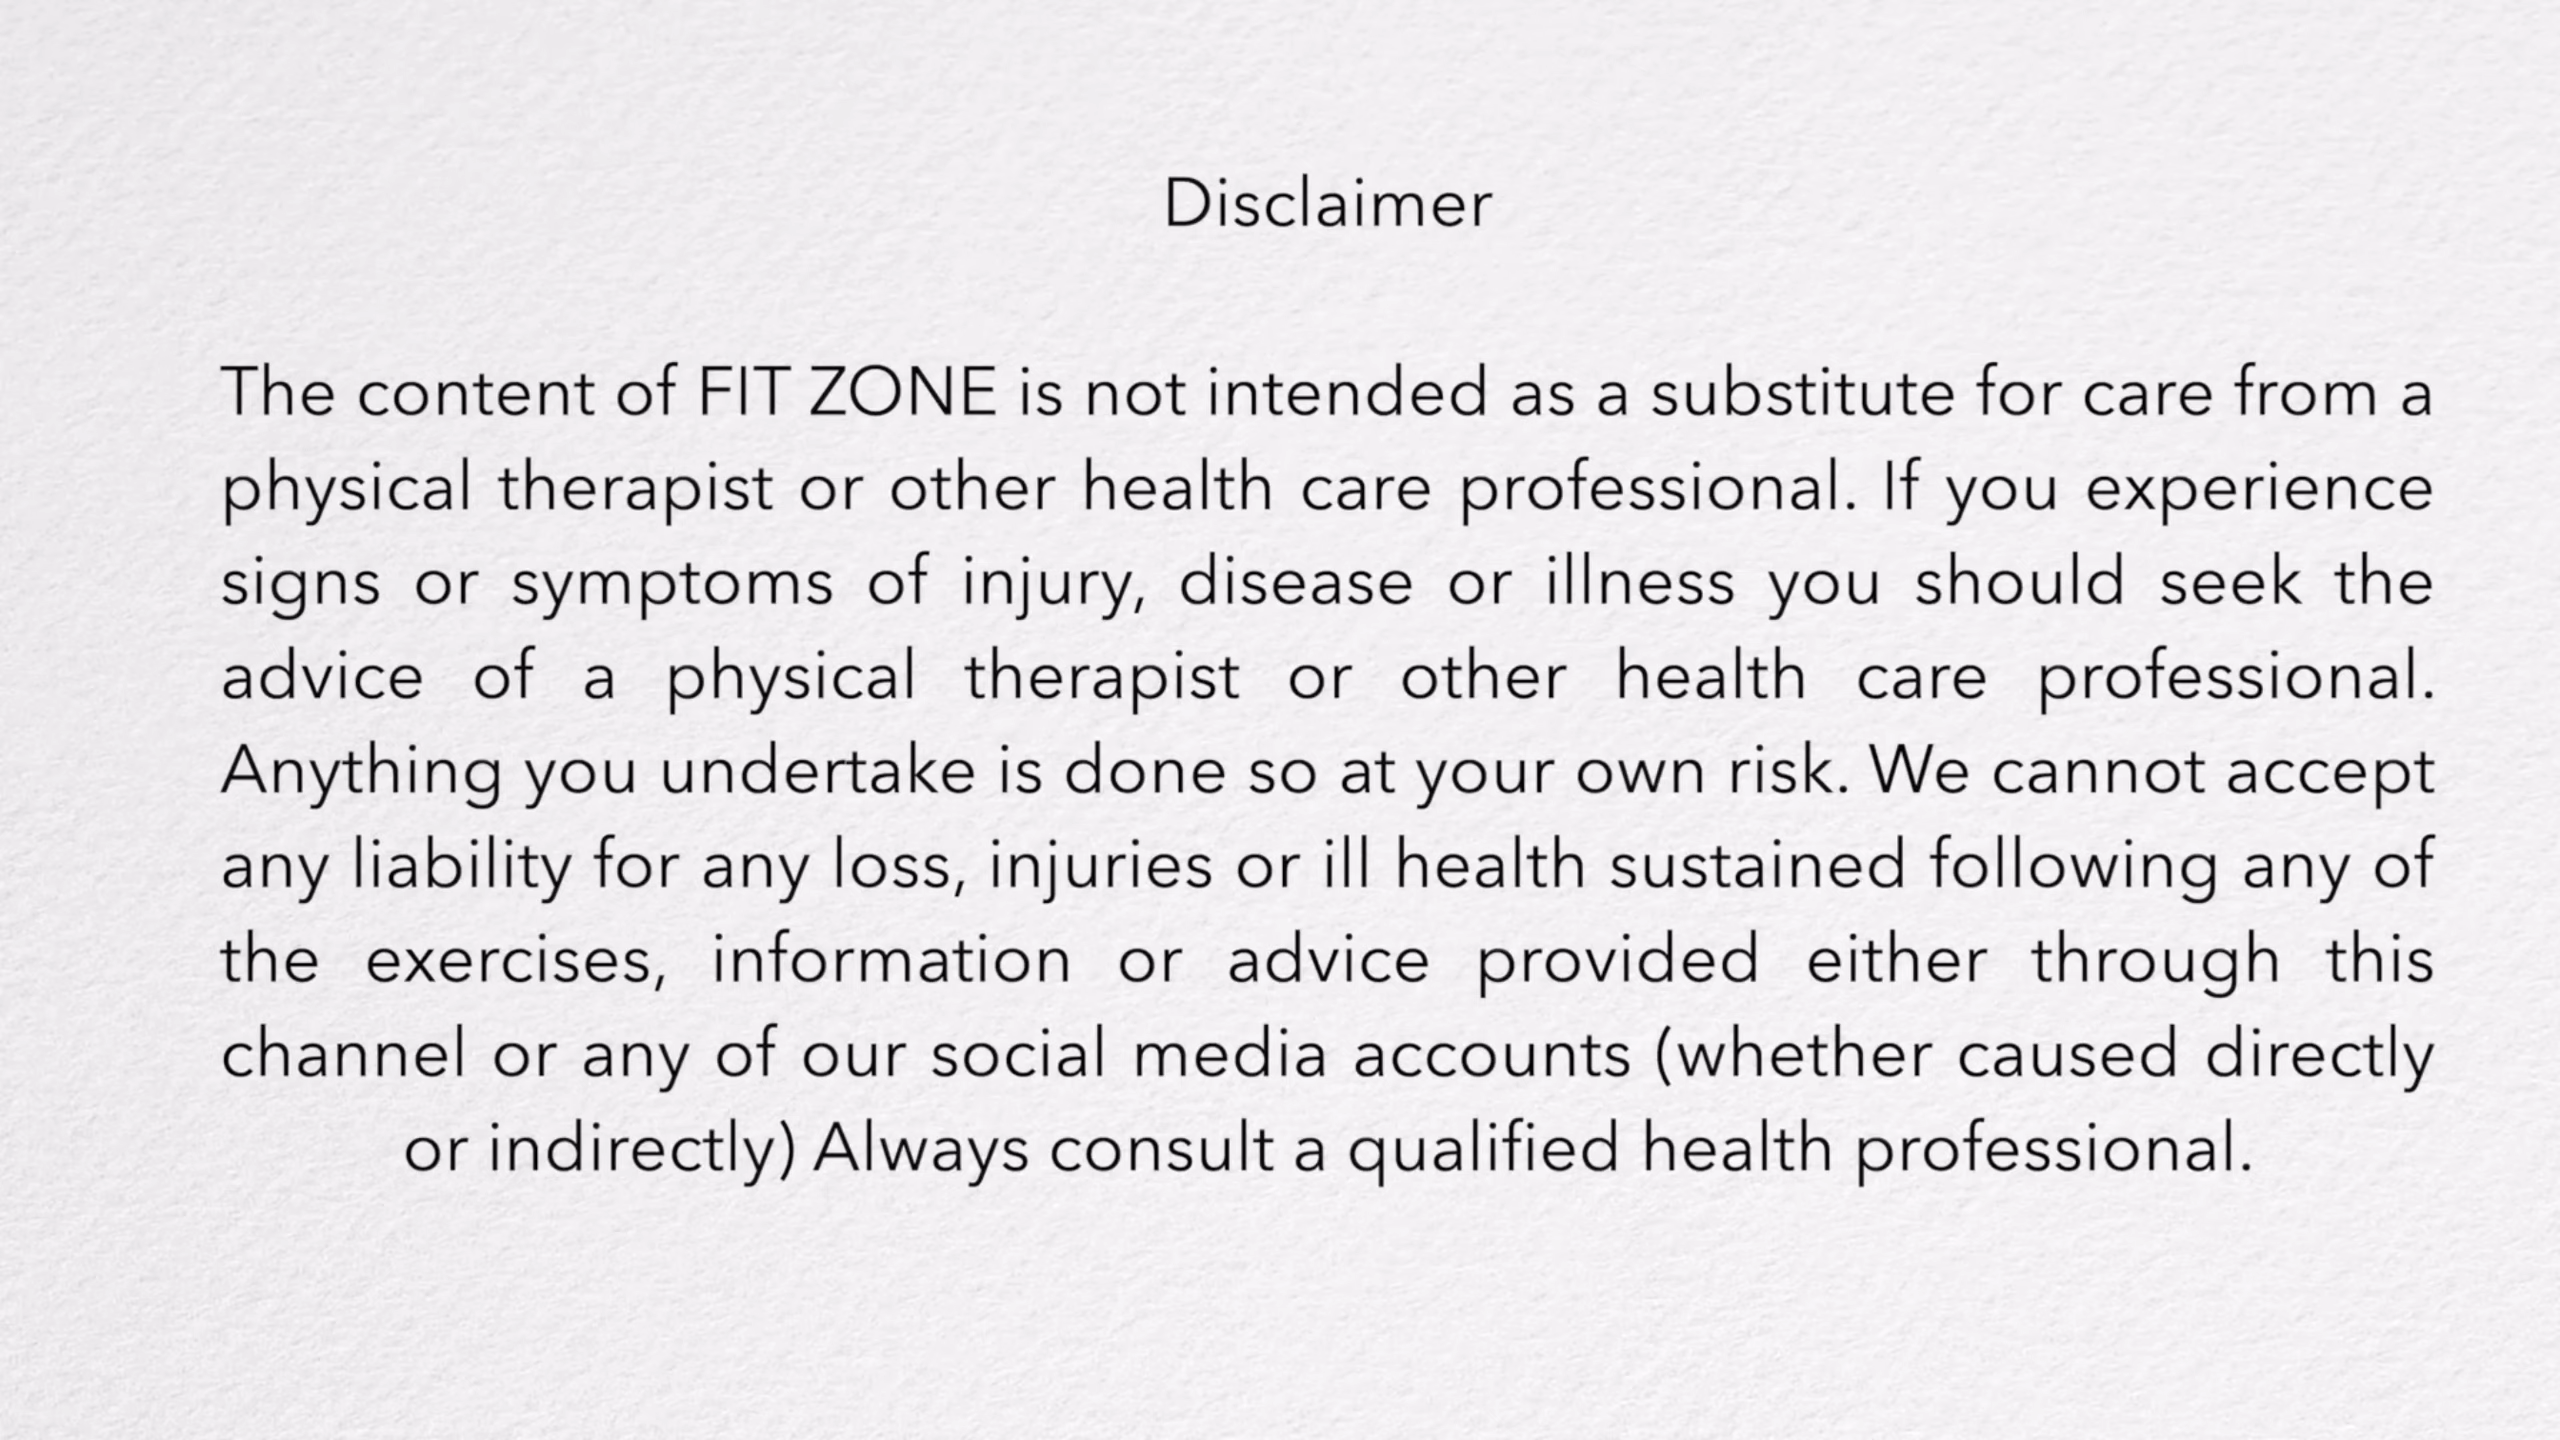 Disclaimer
The content of FIT ZONE is not intended as a substitute for care from a
physical therapist or other health care professional. If you experience
signs or symptoms of injury, disease or illness you should seek the
advice of a physical therapist or other health care professional.
Anything you undertake is done so at your own risk. We cannot accept
any liability for any loss, injuries or ill health sustained following any of
the exercises, information or advice provided either through this
channel or any of our social media accounts (whether caused directly
or indirectly) Always consult a qualified health professional.